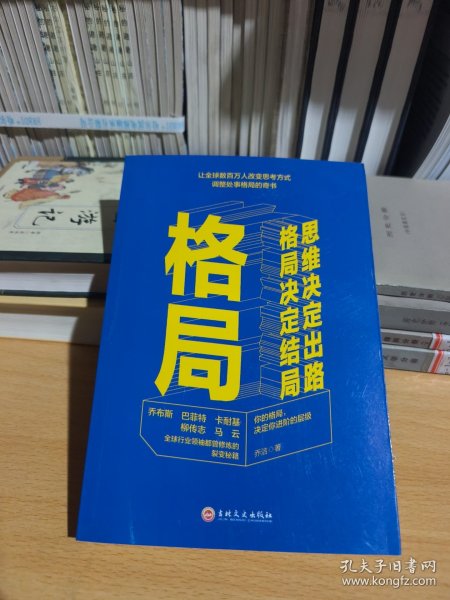 让全球数百万人改变思考方式
调整处事格局的奇书
格局
思维决定出路
格局决定结局
乔布斯 巴菲特 卡耐基
柳传志 马云
全球行业领袖都曾修炼的
裂变秘籍
你的格局，
决定你进阶的层级
乔洁◎著
吉林文史出版社
游记
孔夫子旧书网
www.kongfz.com